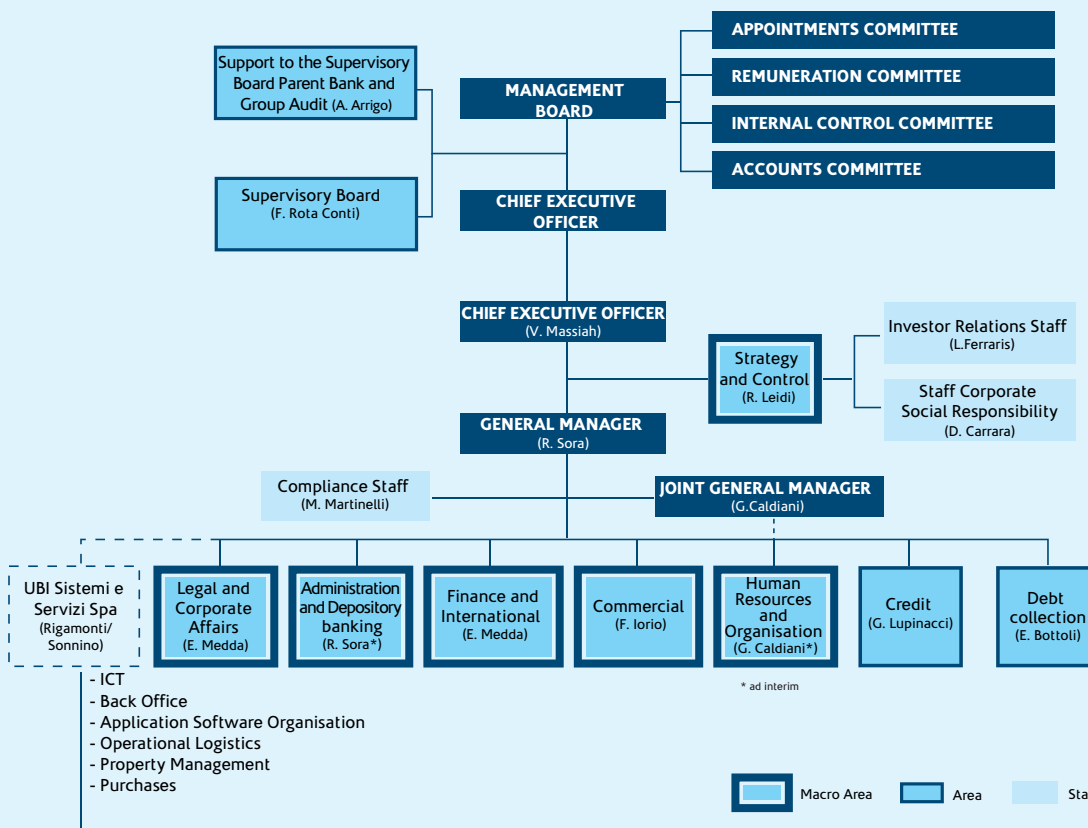 APPOINTMENTS COMMITTEE
REMUNERATION COMMITTEE
INTERNAL CONTROL COMMITTEE
ACCOUNTS COMMITTEE
Support to the Supervisory
Board Parent Bank and
Group Audit (A. Arrigo)
MANAGEMENT
BOARD
Supervisory Board
(F. Rota Conti)
CHIEF EXECUTIVE
OFFICER
CHIEF EXECUTIVE OFFICER
(V. Massiah)
Strategy
and Control
(R. Leidi)
Investor Relations Staff
(L.Ferraris)
Staff Corporate
Social Responsibility
(D. Carrara)
GENERAL MANAGER
(R. Sora)
Compliance Staff
(M. Martinelli)
JOINT GENERAL MANAGER
(G.Caldiani)
UBI Sistemi e
Servizi Spa
(Rigamonti/
Sonnino)
Legal and
Corporate
Affairs
(E. Medda)
Administration
and Depository
banking
(R. Sora*)
Finance and
International
(E. Medda)
Commercial
(F. Iorio)
Human
Resources
and
Organisation
(G. Caldiani*)
Credit
(G. Lupinacci)
Debt
collection
(E. Bottoli)
* ad interim
- ICT
- Back Office
- Application Software Organisation
- Operational Logistics
- Property Management
- Purchases
Macro Area
Area